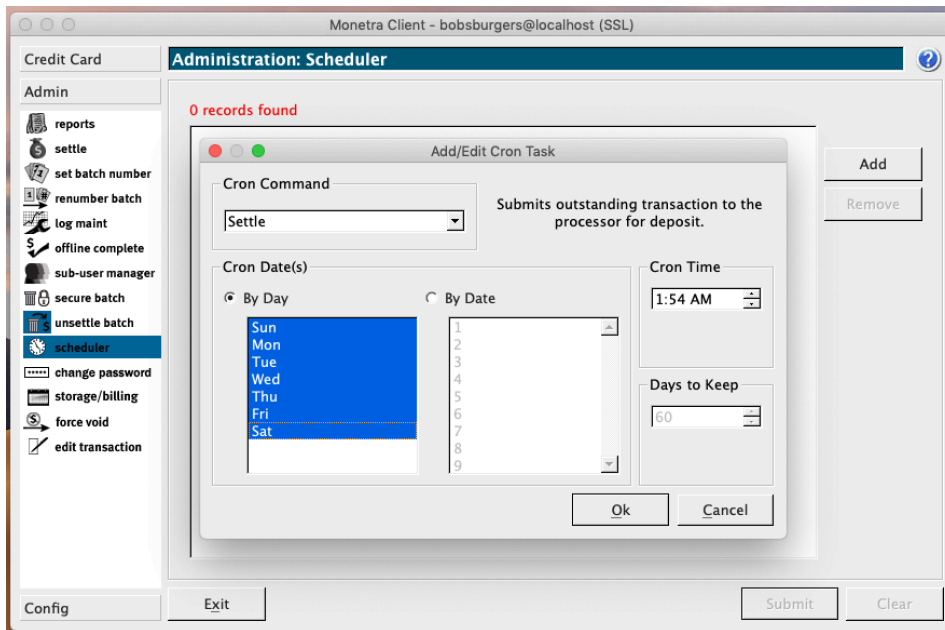 Monetra Client - bobsburgers@localhost (SSL)
Credit Card
Admin
reports
settle
set batch number
renumber batch
log maint
offline complete
sub-user manager
secure batch
unsettle batch
scheduler
change password
storage/billing
force void
edit transaction
Config
Administration: Scheduler
?
0 records found
Add
Remove
Add/Edit Cron Task
Cron Command
Settle
Submits outstanding transaction to the
processor for deposit.
Cron Date(s)
By Day
Sun
Mon
Tue
Wed
Thu
Fri
Sat
By Date
1
2
3
4
5
6
7
8
9
Cron Time
1:54 AM
Days to Keep
60
Ok
Cancel
Exit
Submit
Clear